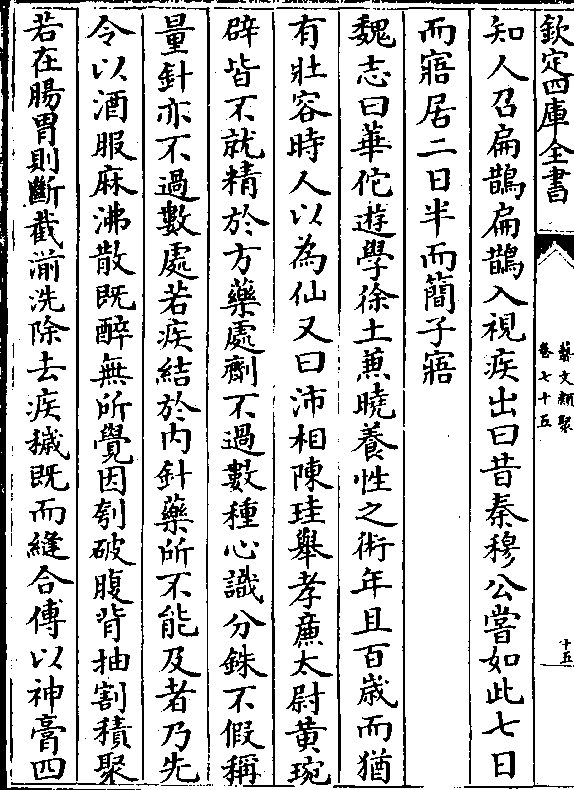 欽定四庫全書
藝文類聚
卷七十五
十五
知人召扁鵲扁鵲入視疾出曰昔秦穆公嘗如此七日
而寤居二日半而簡子寤
魏志曰華佗遊學徐土兼曉養性之術年且百歲而猶
有壯容時人以為仙又曰沛相陳珪舉孝廉太尉黃琬
辟皆不就精於方藥處劑不過數種心識分銖不假稱
量針亦不過數處若疾結於內針藥所不能及者乃先
令以酒服麻沸散既醉無所覺因刳破腹背抽割積聚
若在腸胃則斷截湔洗除去疾穢既而縫合傅以神膏四